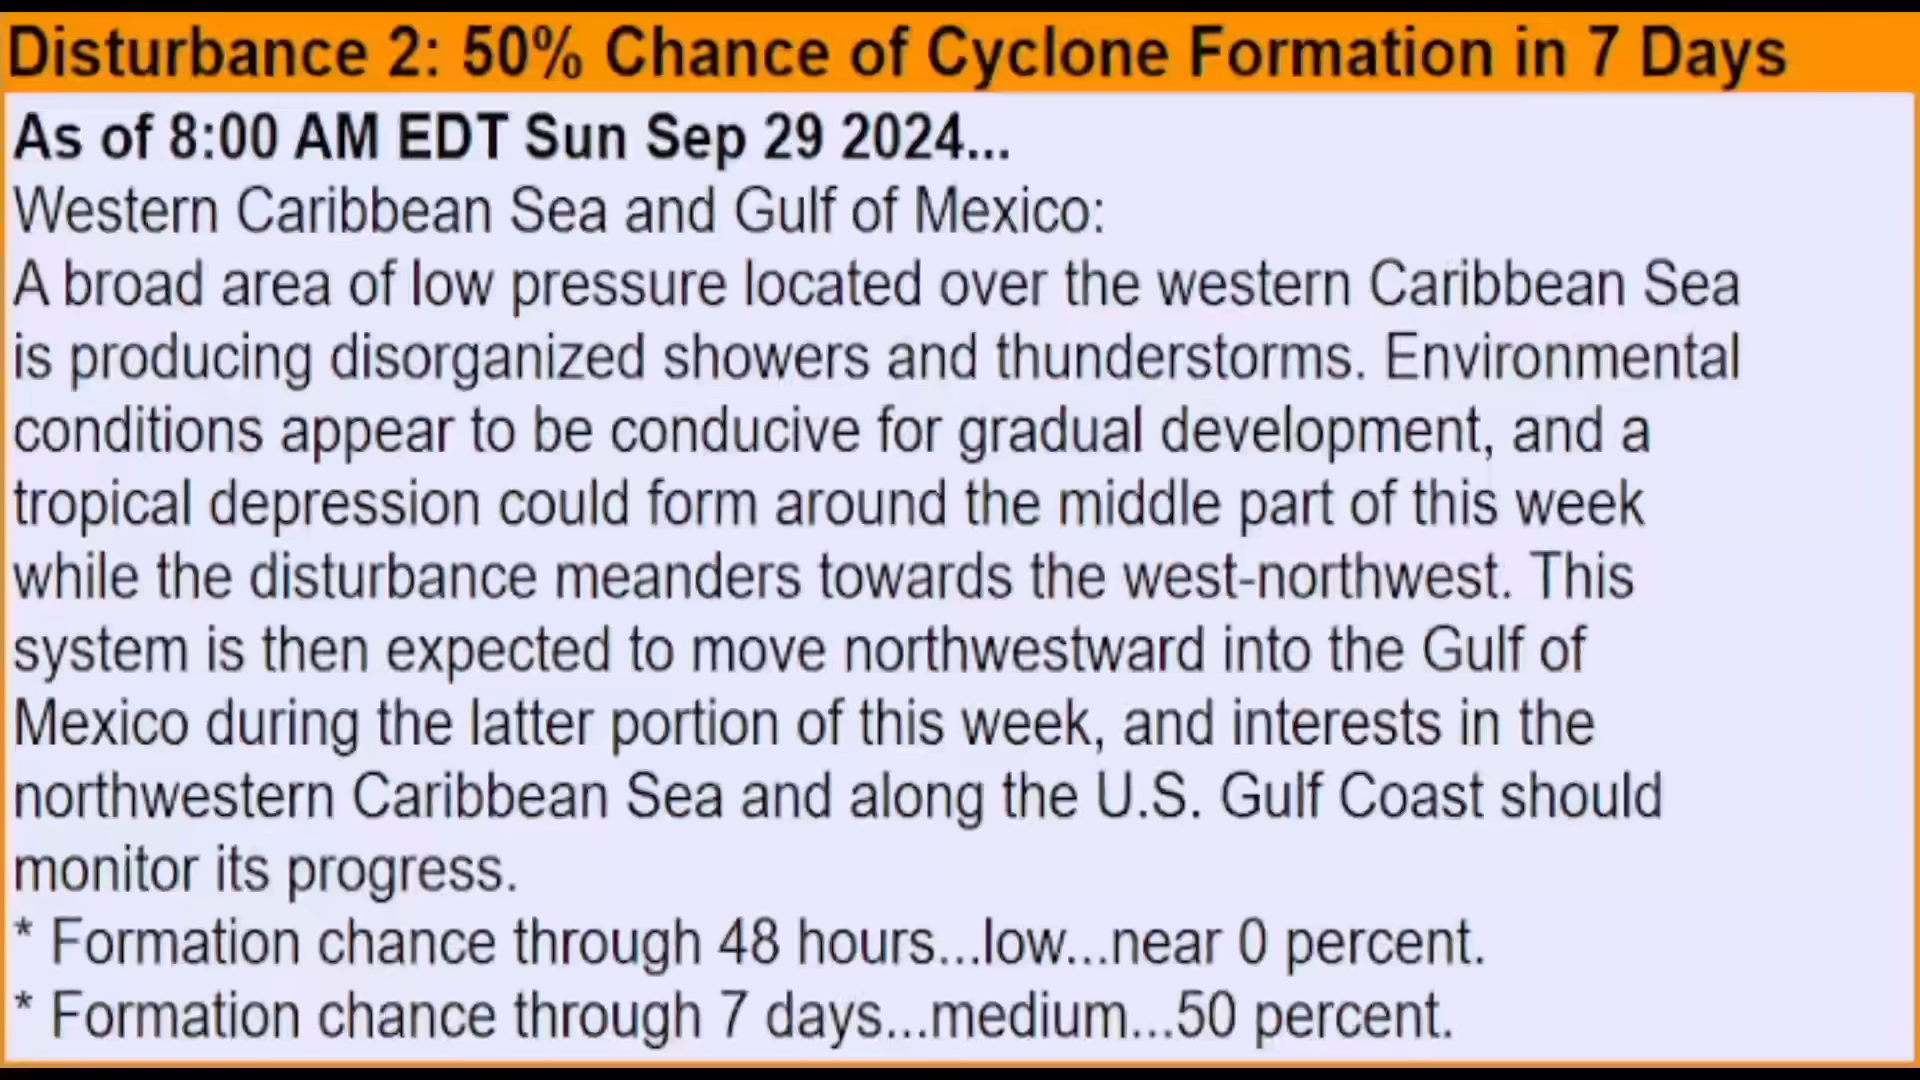 Disturbance 2: 50% Chance of Cyclone Formation in 7 Days
As of 8:00 AM EDT Sun Sep 29 2024...
Western Caribbean Sea and Gulf of Mexico:
A broad area of low pressure located over the western Caribbean Sea
is producing disorganized showers and thunderstorms. Environmental
conditions appear to be conducive for gradual development, and a
tropical depression could form around the middle part of this week
while the disturbance meanders towards the west-northwest. This
system is then expected to move northwestward into the Gulf of
Mexico during the latter portion of this week, and interests in the
northwestern Caribbean Sea and along the U.S. Gulf Coast should
monitor its progress.
* Formation chance through 48 hours...low...near 0 percent.
* Formation chance through 7 days...medium...50 percent.